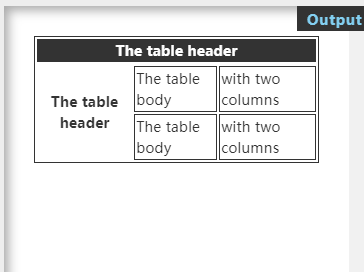 Output
The table header
The table
header
The table
body
with two
columns
The table
body
with two
columns